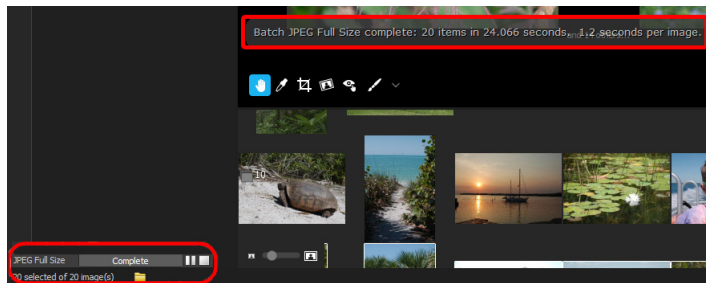 Batch JPEG Full Size complete: 20 items in 24.066 seconds, 1.2 seconds per image.
10
JPEG Full Size Complete
20 selected of 20 image(s)